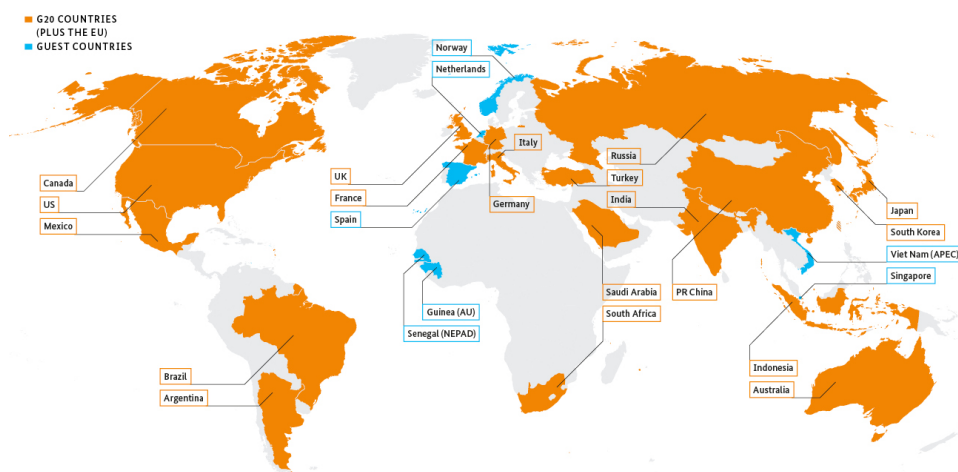 G20 COUNTRIES
(PLUS THE EU)
GUEST COUNTRIES
Norway
Netherlands
Canada
US
Mexico
UK
France
Spain
Italy
Germany
Russia
Turkey
India
Japan
South Korea
Viet Nam (APEC)
Singapore
Guinea (AU)
Senegal (NEPAD)
Saudi Arabia
South Africa
PR China
Brazil
Argentina
Indonesia
Australia